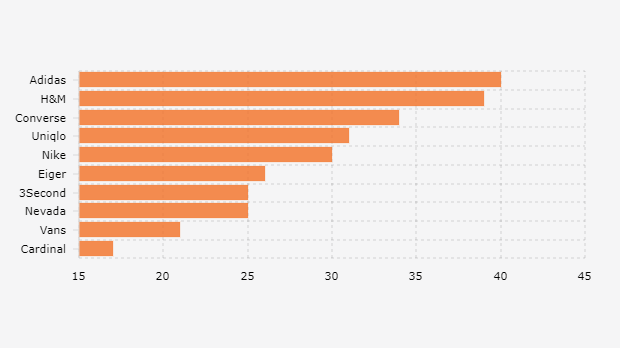 Adidas
H&M
Converse
Uniqlo
Nike
Eiger
3Second
Nevada
Vans
Cardinal
15 20 25 30 35 40 45